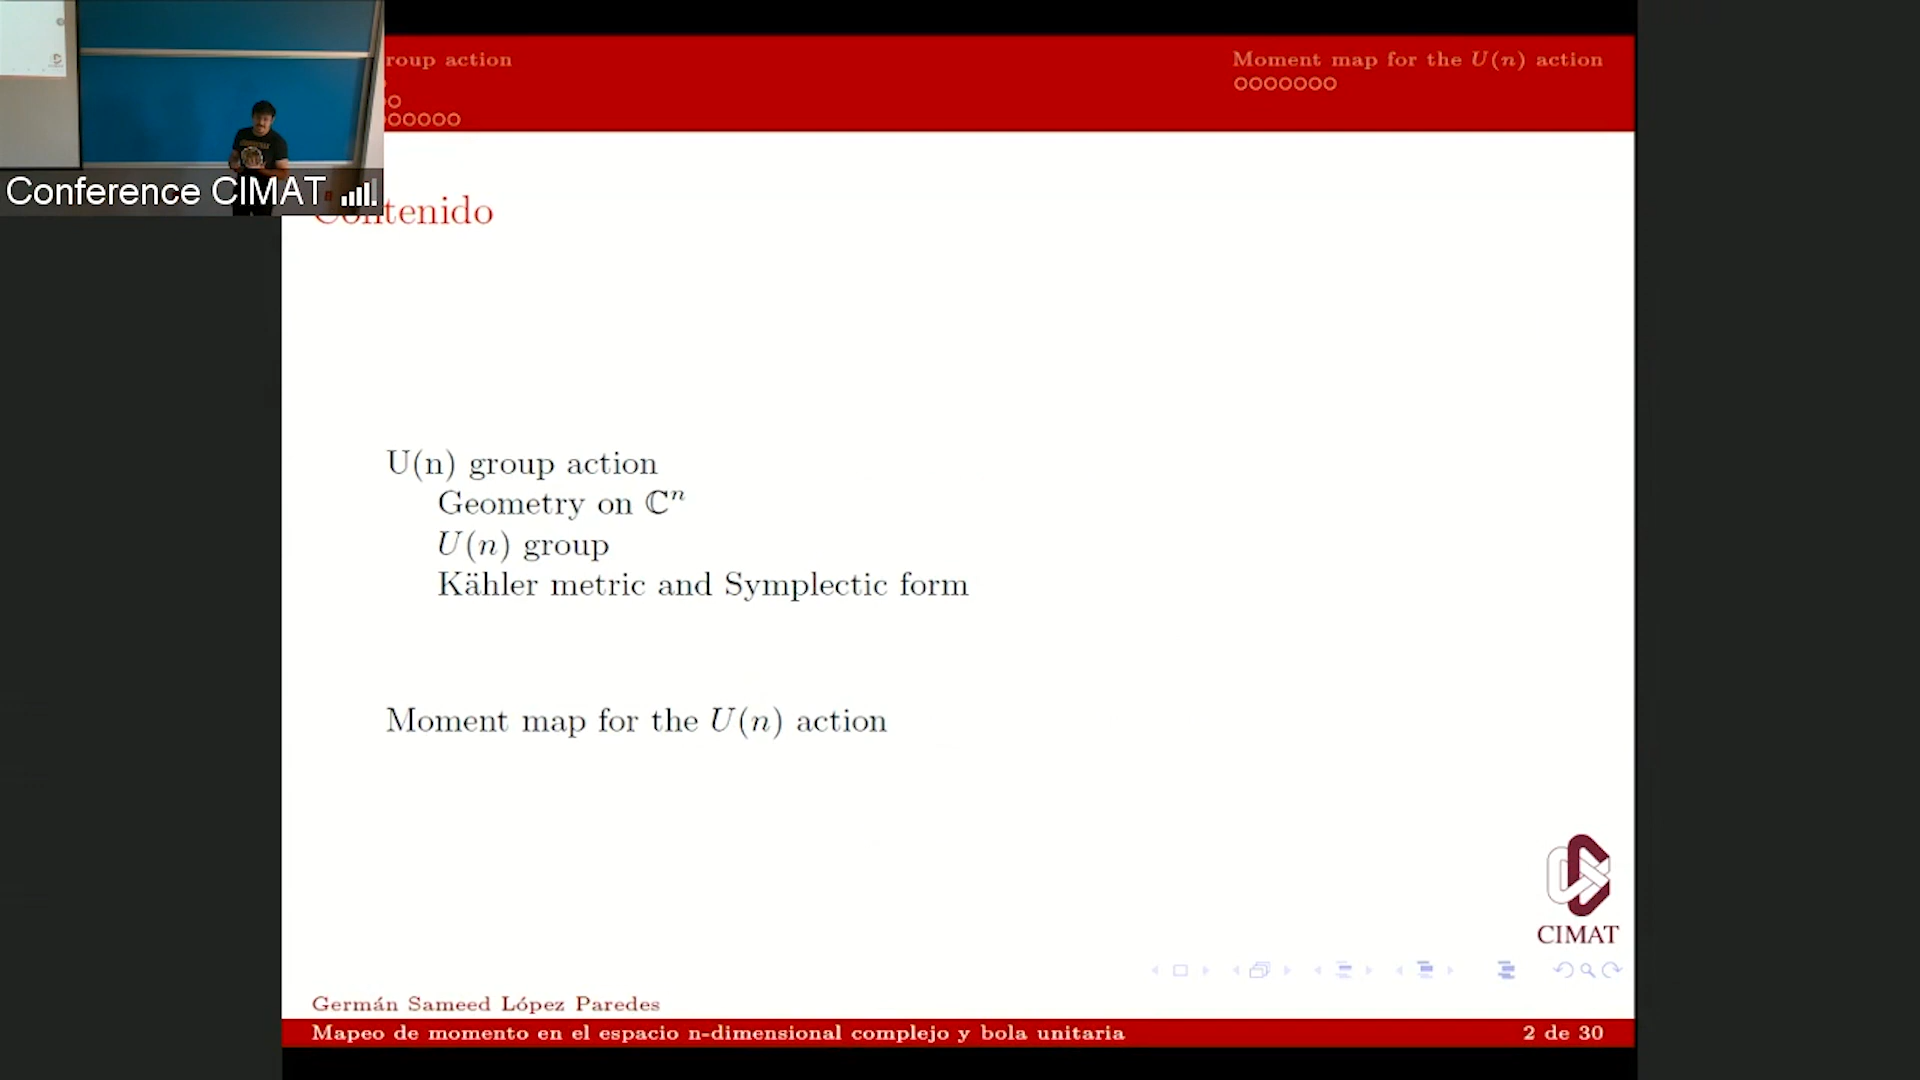 roup action
Moment map for the U(n) action
Conference CIMAT
Contenido
U(n) group action
Geometry on ℂⁿ
U(n) group
Kähler metric and Symplectic form
Moment map for the U(n) action
CIMAT
Germán Sameed López Paredes
Mapeo de momento en el espacio n-dimensional complejo y bola unitaria
2 de 30